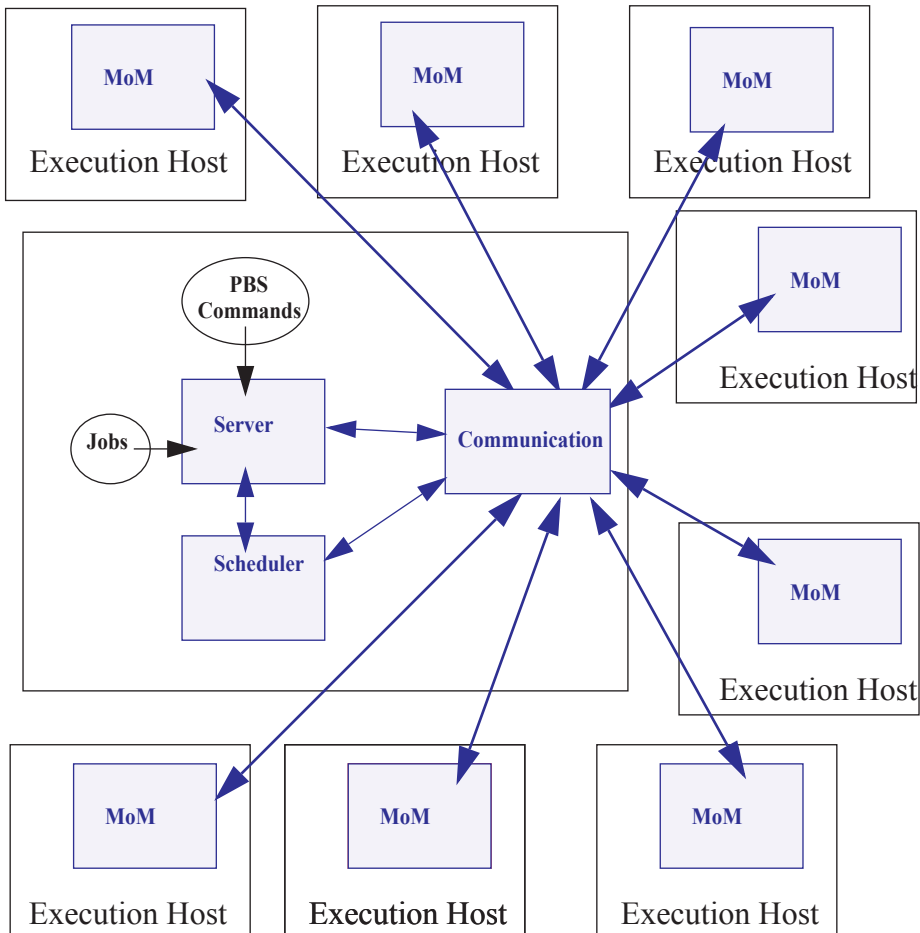 MoM
Execution Host
MoM
Execution Host
MoM
Execution Host
MoM
Execution Host
PBS
Commands
Server
Jobs
Communication
Scheduler
MoM
Execution Host
MoM
Execution Host
MoM
Execution Host
MoM
Execution Host